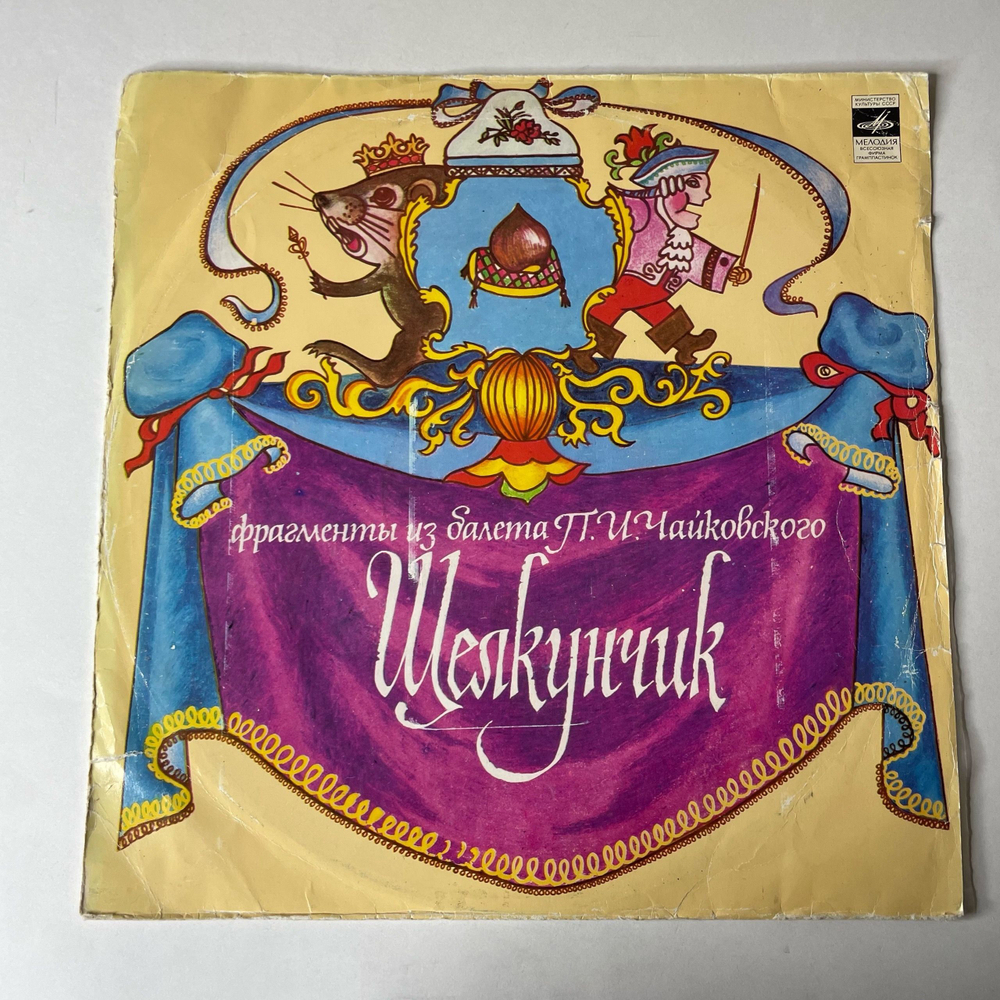 МИНИСТЕРСТВО
КУЛЬТУРЫ СССР
МЕЛОДИЯ
ВСЕСОЮЗНАЯ
ФИРМА
ГРАМПЛАСТИНОК
фрагменты из балета П. И. Чайковского
Щелкунчик